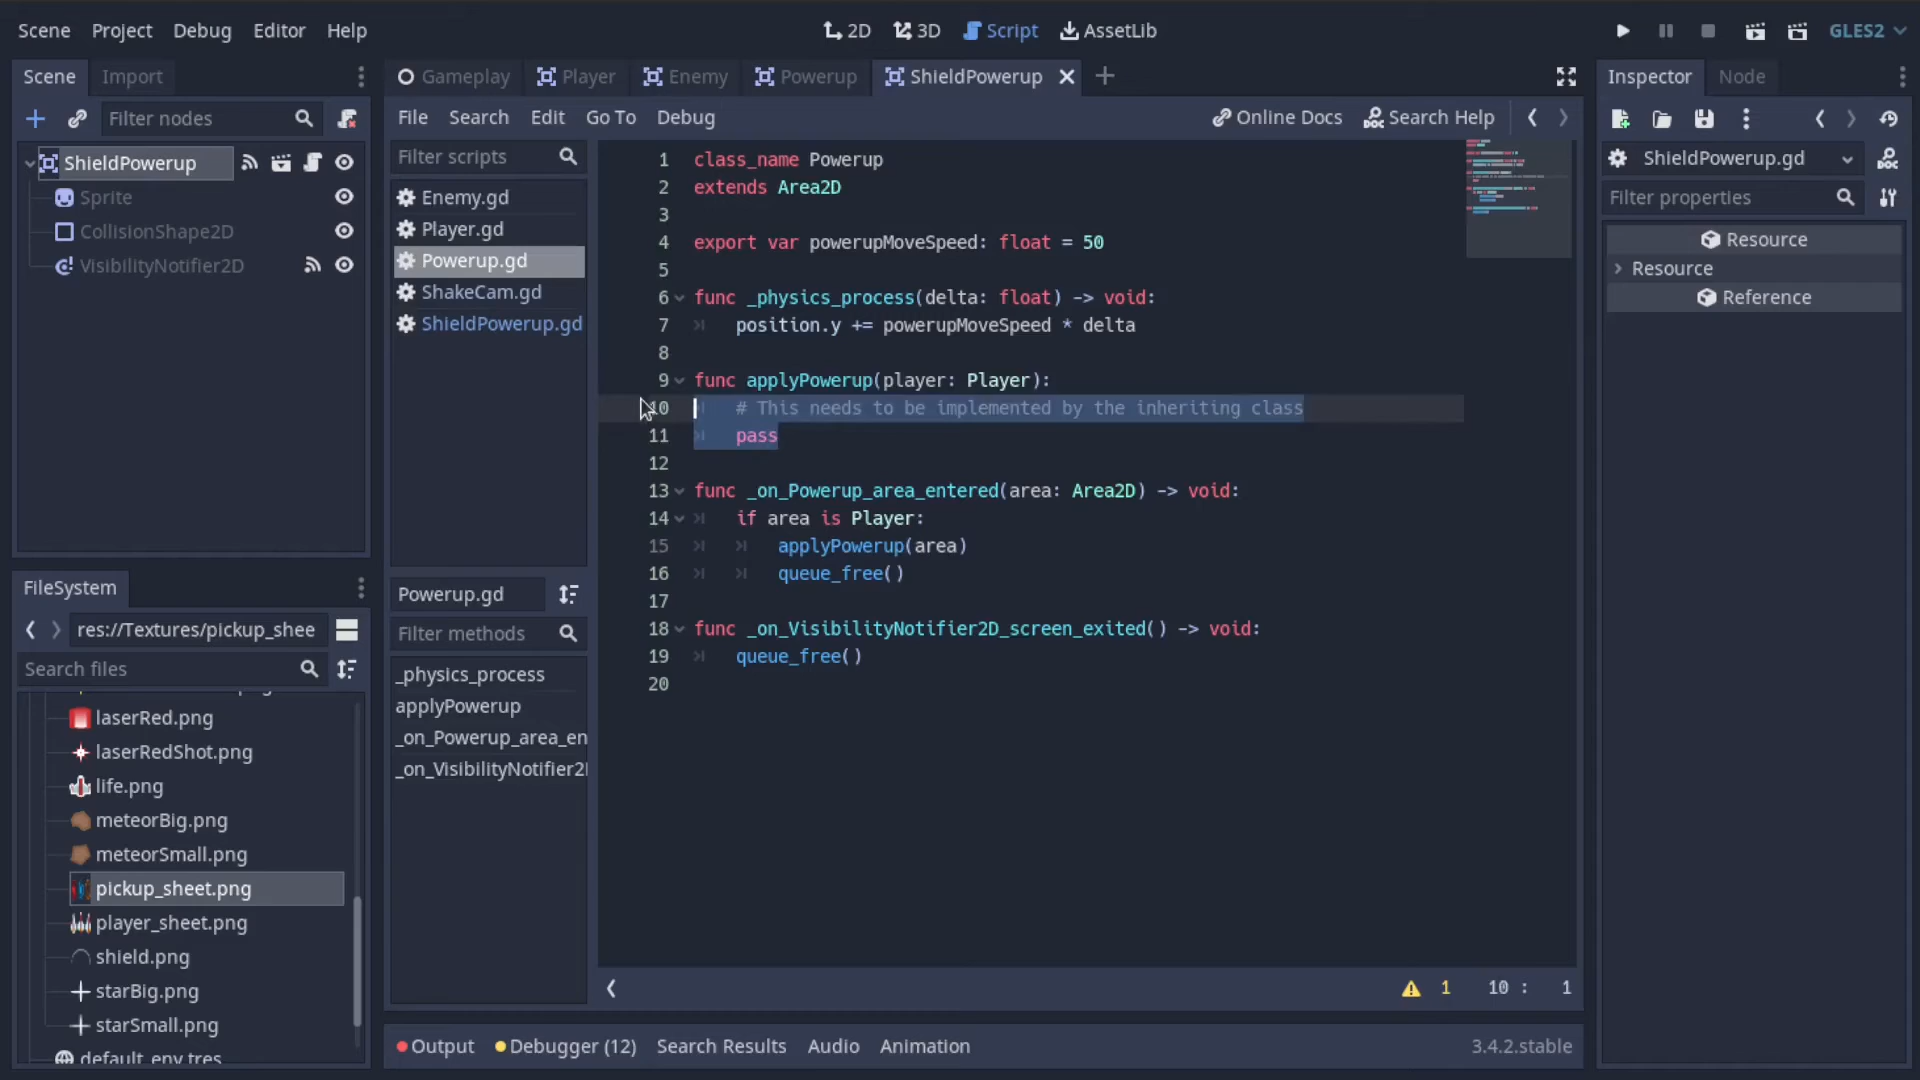 Scene Project Debug Editor Help
2D 3D Script AssetLib
GLES2
Scene Import
Filter nodes
ShieldPowerup
Sprite
CollisionShape2D
VisibilityNotifier2D
FileSystem
res://Textures/pickup_shee
Search files
laserRed.png
laserRedShot.png
life.png
meteorBig.png
meteorSmall.png
pickup_sheet.png
player_sheet.png
shield.png
starBig.png
starSmall.png
default_env.tres
Gameplay Player Enemy Powerup ShieldPowerup
File Search Edit Go To Debug
Online Docs Search Help
Filter scripts
Enemy.gd
Player.gd
Powerup.gd
ShakeCam.gd
ShieldPowerup.gd
Powerup.gd
Filter methods
_physics_process
applyPowerup
_on_Powerup_area_en
_on_VisibilityNotifier2
1 class_name Powerup
2 extends Area2D
3
4 export var powerupMoveSpeed: float = 50
5
6 func _physics_process(delta: float) -> void:
7 position.y += powerupMoveSpeed * delta
8
9 func applyPowerup(player: Player):
10 # This needs to be implemented by the inheriting class
11 pass
12
13 func _on_Powerup_area_entered(area: Area2D) -> void:
14 if area is Player:
15 applyPowerup(area)
16 queue_free()
17
18 func _on_VisibilityNotifier2D_screen_exited() -> void:
19 queue_free()
20
1 10 : 1
Output Debugger (12) Search Results Audio Animation
3.4.2.stable
Inspector Node
ShieldPowerup.gd
Filter properties
Resource
Resource
Reference